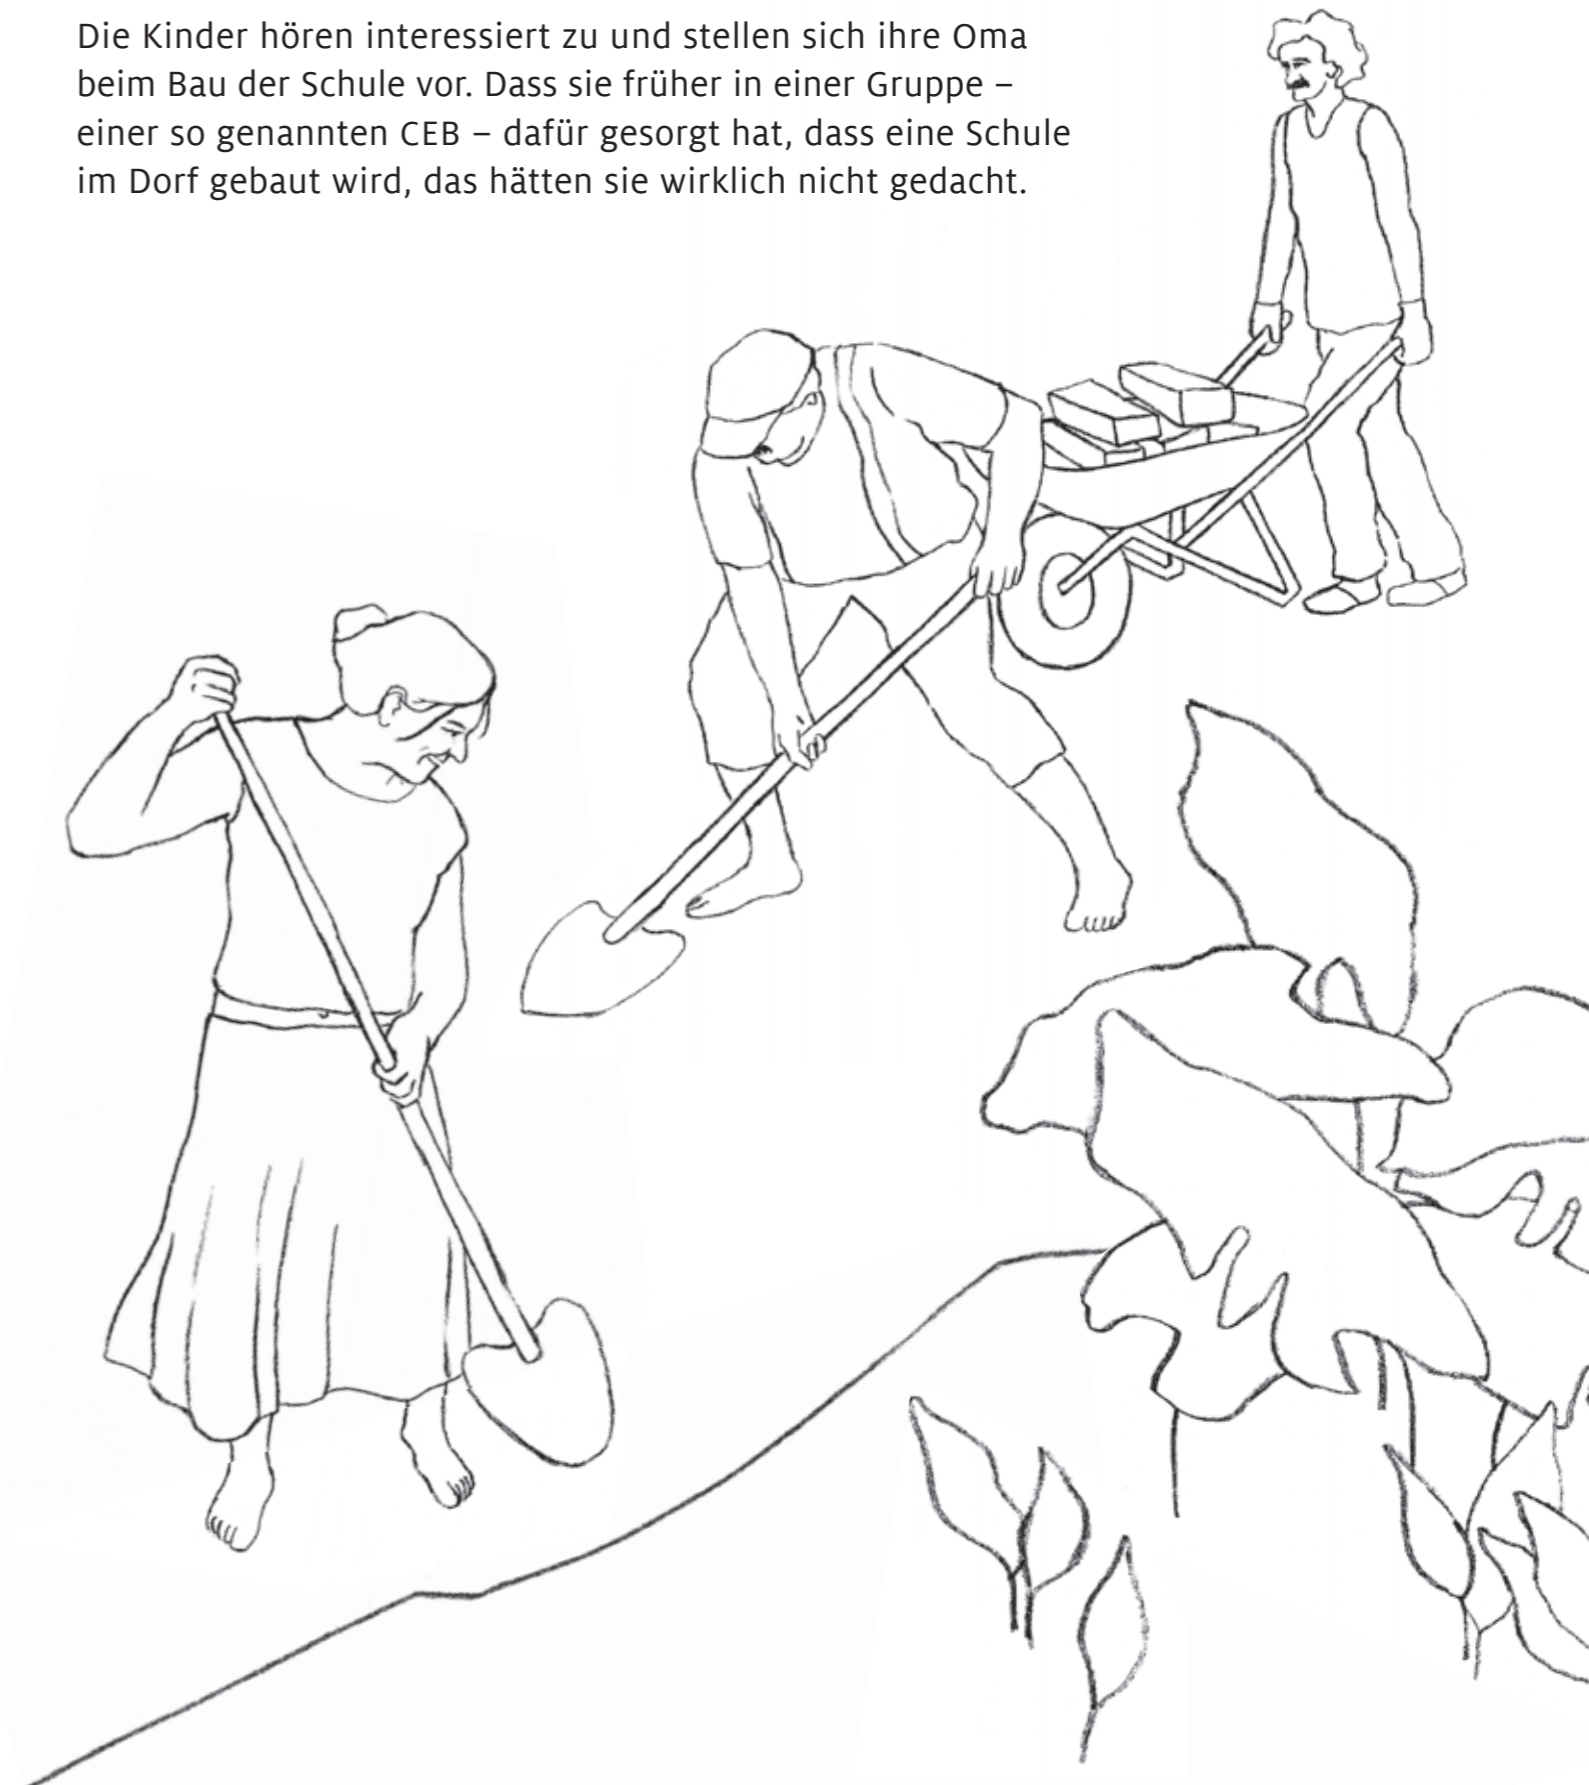 Die Kinder hören interessiert zu und stellen sich ihre Oma
beim Bau der Schule vor. Dass sie früher in einer Gruppe –
einer so genannten CEB – dafür gesorgt hat, dass eine Schule
im Dorf gebaut wird, das hätten sie wirklich nicht gedacht.